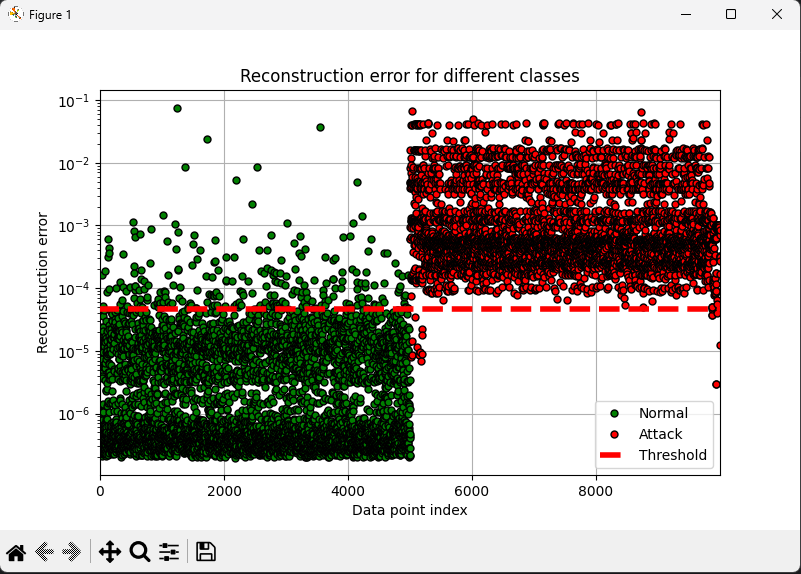 Figure 1
Reconstruction error for different classes
Reconstruction error
10⁻¹
10⁻²
10⁻³
10⁻⁴
10⁻⁵
10⁻⁶
0 2000 4000 6000 8000
Data point index
Normal
Attack
Threshold